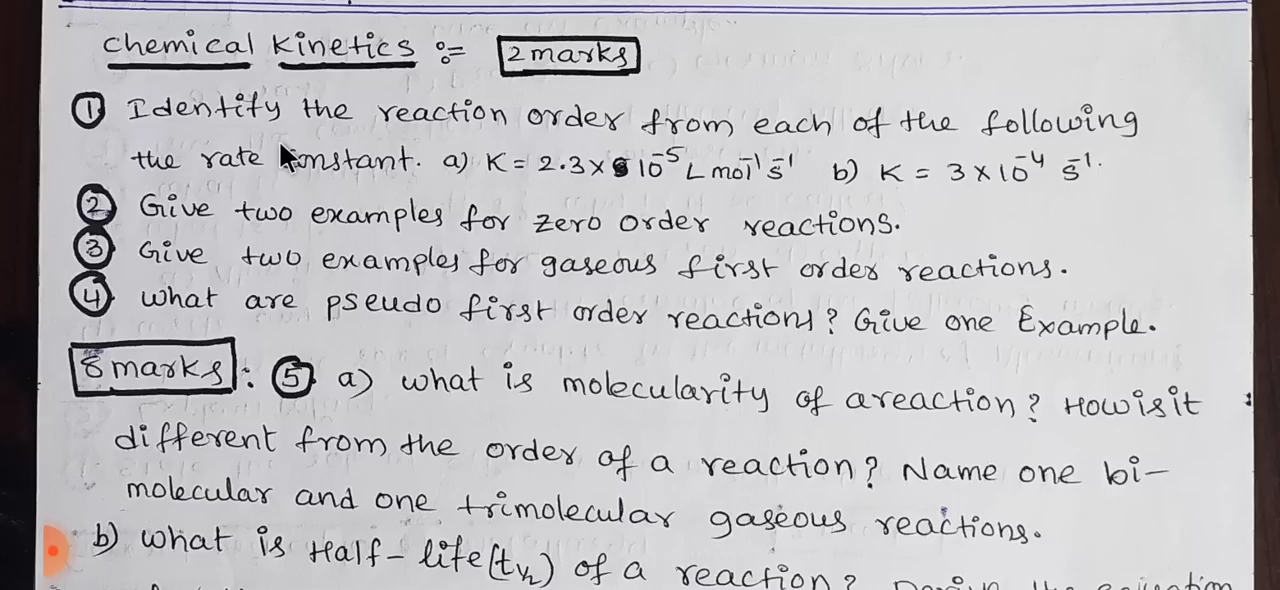 Chemical Kinetics := 2marks
① Identify the reaction order from each of the following
the rate constant. a) K = 2.3 × 10⁻⁵ L mol⁻¹ s⁻¹ b) K = 3 × 10⁻⁴ s⁻¹.
② Give two examples for zero order reactions.
③ Give two examples for gaseous first order reactions.
④ What are pseudo first order reactions? Give one Example.
8 marks : ⑤ a) what is molecularity of a reaction? How is it
different from the order of a reaction? Name one bi-
molecular and one trimolecular gaseous reactions.
b) what is Half-life (t½) of a reaction? the equation